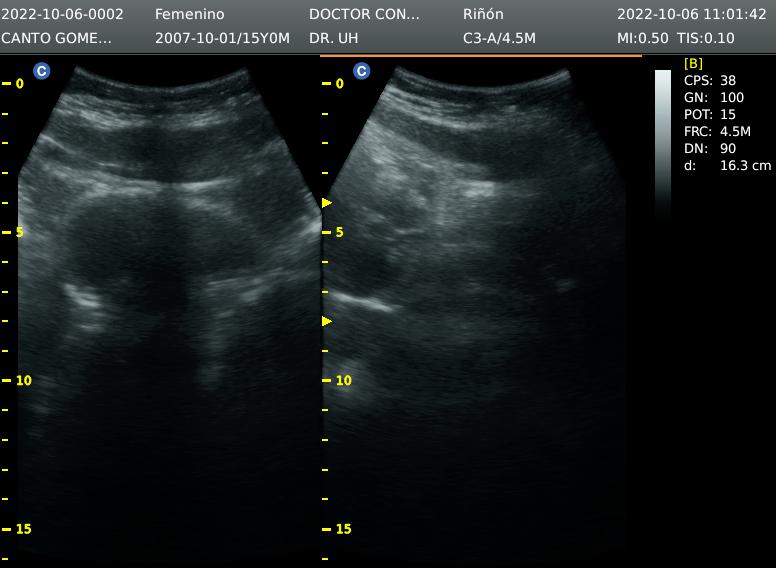 2022-10-06-0002 Femenino DOCTOR CON... Riñón 2022-10-06 11:01:42
CANTO GOME... 2007-10-01/15Y0M DR. UH C3-A/4.5M MI:0.50 TIS:0.10
C C
[B]
CPS: 38
GN: 100
POT: 15
FRC: 4.5M
DN: 90
d: 16.3 cm
0 0
5 5
10 10
15 15